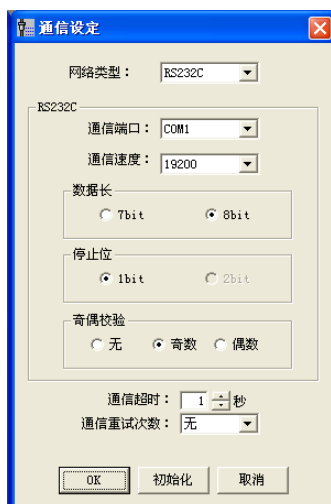 通信设定
网络类型： RS232C
RS232C
通信端口： COM1
通信速度： 19200
数据长
7bit 8bit
停止位
1bit 2bit
奇偶校验
无 奇数 偶数
通信超时： 1 秒
通信重试次数： 无
OK 初始化 取消